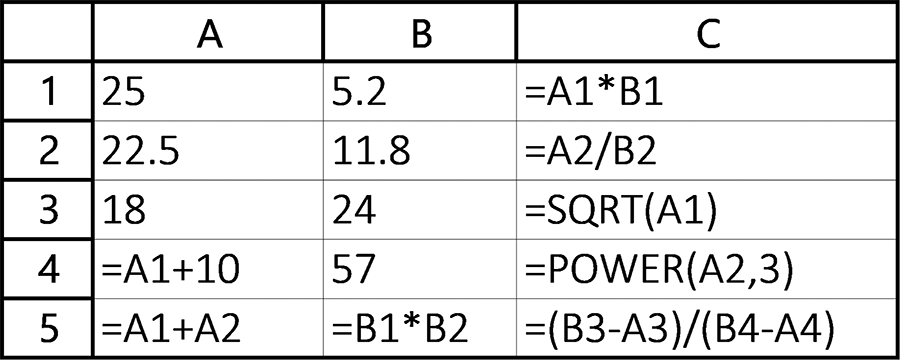 A B C
1 25 5.2 =A1*B1
2 22.5 11.8 =A2/B2
3 18 24 =SQRT(A1)
4 =A1+10 57 =POWER(A2,3)
5 =A1+A2 =B1*B2 =(B3-A3)/(B4-A4)